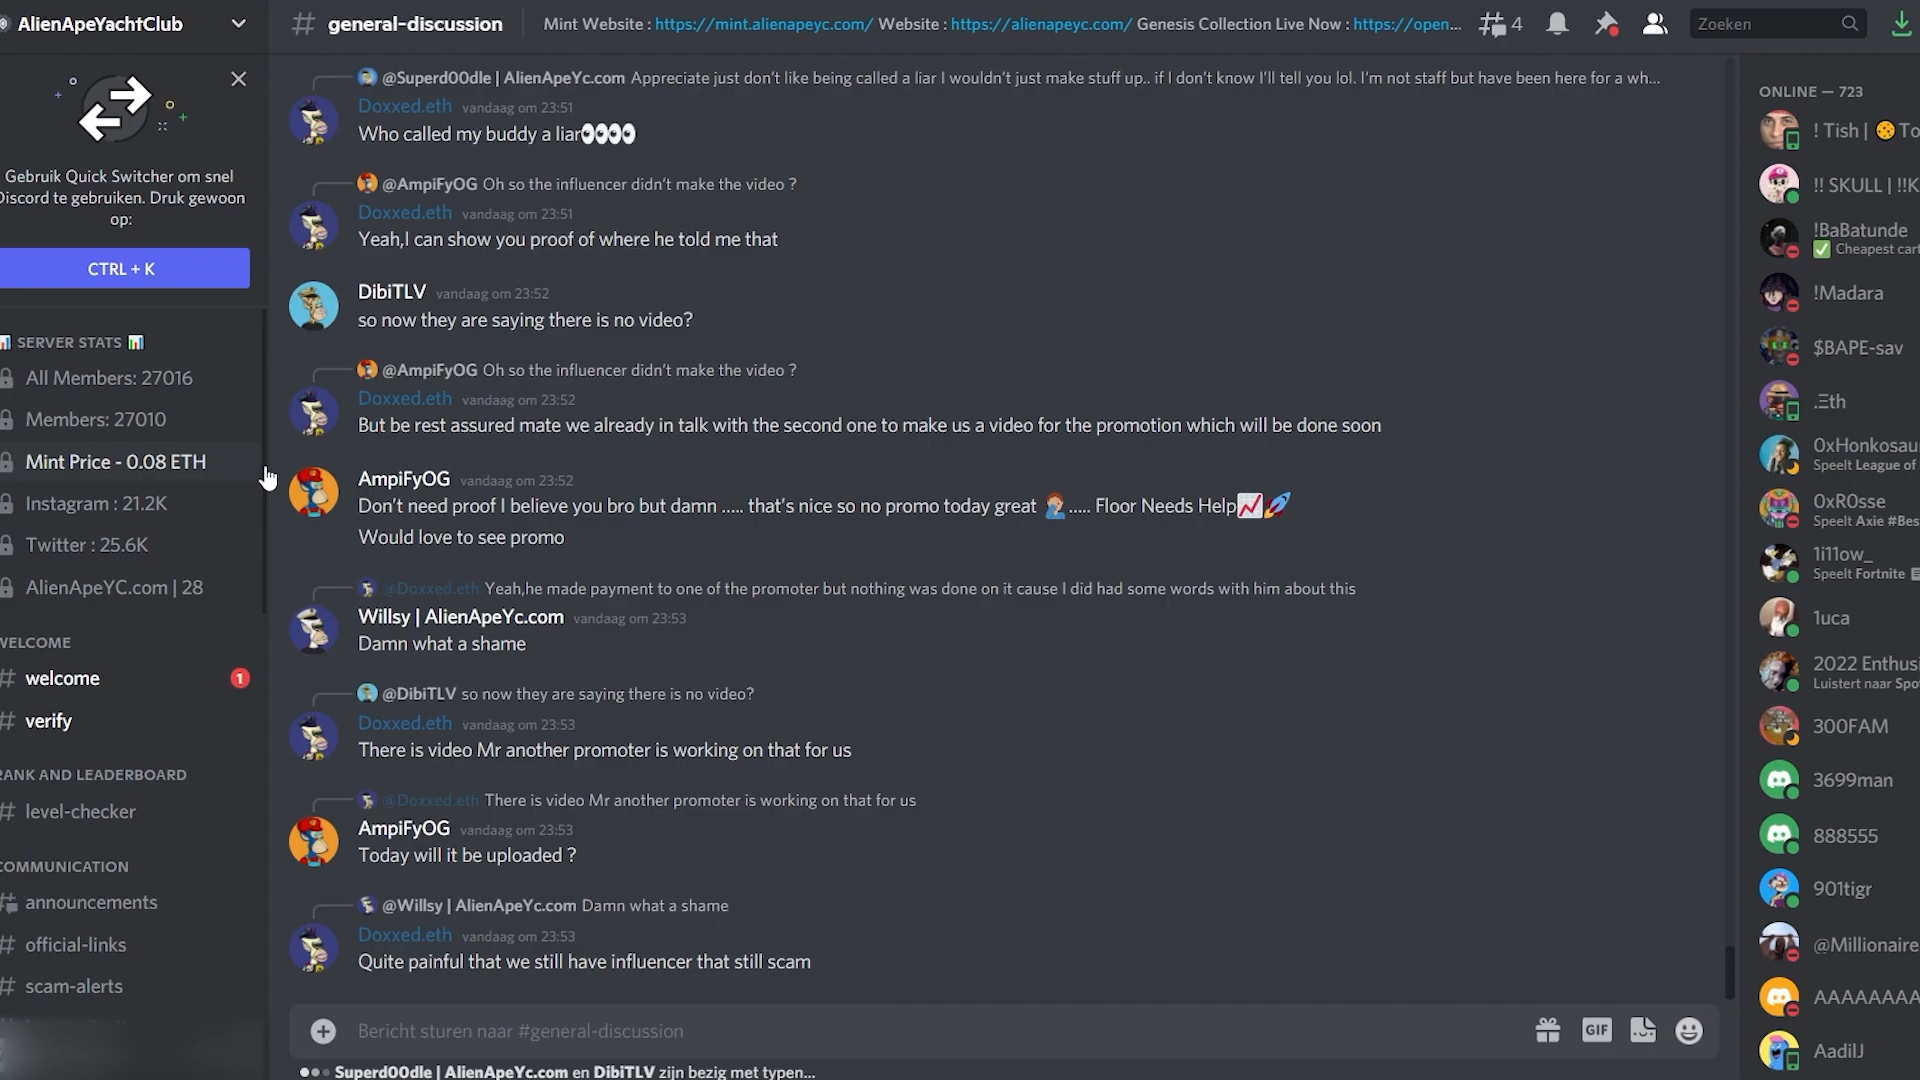 AlienApeYachtClub
general-discussion
Mint Website : https://mint.alienapeyc.com/ Website : https://alienapeyc.com/ Genesis Collection Live Now : https://open...
4
Zoeken
Gebruik Quick Switcher om snel
Discord te gebruiken. Druk gewoon
op:
CTRL + K
SERVER STATS
All Members: 27016
Members: 27010
Mint Price - 0.08 ETH
Instagram : 21.2K
Twitter : 25.6K
AlienApeYC.com | 28
WELCOME
welcome
1
verify
RANK AND LEADERBOARD
level-checker
COMMUNICATION
announcements
official-links
scam-alerts
@Superd00dle | AlienApeYc.com Appreciate just don't like being called a liar I wouldn't just make stuff up.. if I don't know I'll tell you lol. I'm not staff but have been here for a wh...
Doxxed.eth vandaag om 23:51
Who called my buddy a liar👀👀👀👀
@AmpiFyOG Oh so the influencer didn't make the video ?
Doxxed.eth vandaag om 23:51
Yeah,I can show you proof of where he told me that
DibiTLV vandaag om 23:52
so now they are saying there is no video?
@AmpiFyOG Oh so the influencer didn't make the video ?
Doxxed.eth vandaag om 23:52
But be rest assured mate we already in talk with the second one to make us a video for the promotion which will be done soon
AmpiFyOG vandaag om 23:52
Don't need proof I believe you bro but damn ..... that's nice so no promo today great 🤦..... Floor Needs Help📈🚀
Would love to see promo
@Doxxed.eth Yeah,he made payment to one of the promoter but nothing was done on it cause I did had some words with him about this
Willsy | AlienApeYc.com vandaag om 23:53
Damn what a shame
@DibiTLV so now they are saying there is no video?
Doxxed.eth vandaag om 23:53
There is video Mr another promoter is working on that for us
@Doxxed.eth There is video Mr another promoter is working on that for us
AmpiFyOG vandaag om 23:53
Today will it be uploaded ?
@Willsy | AlienApeYc.com Damn what a shame
Doxxed.eth vandaag om 23:53
Quite painful that we still have influencer that still scam
Bericht sturen naar #general-discussion
GIF
Superd00dle | AlienApeYc.com en DibiTLV zijn bezig met typen...
ONLINE — 723
! Tish | 🍪 To
!! SKULL | !!K
!BaBatunde
✅ Cheapest cart
!Madara
$BAPE-sav
.Ξth
0xHonkosau
Speelt League of
0xR0sse
Speelt Axie #Bes
1i11ow_
Speelt Fortnite
1uca
2022 Enthusi
Luistert naar Spo
300FAM
3699man
888555
901tigr
@Millionaire
AAAAAAAA
AadilJ